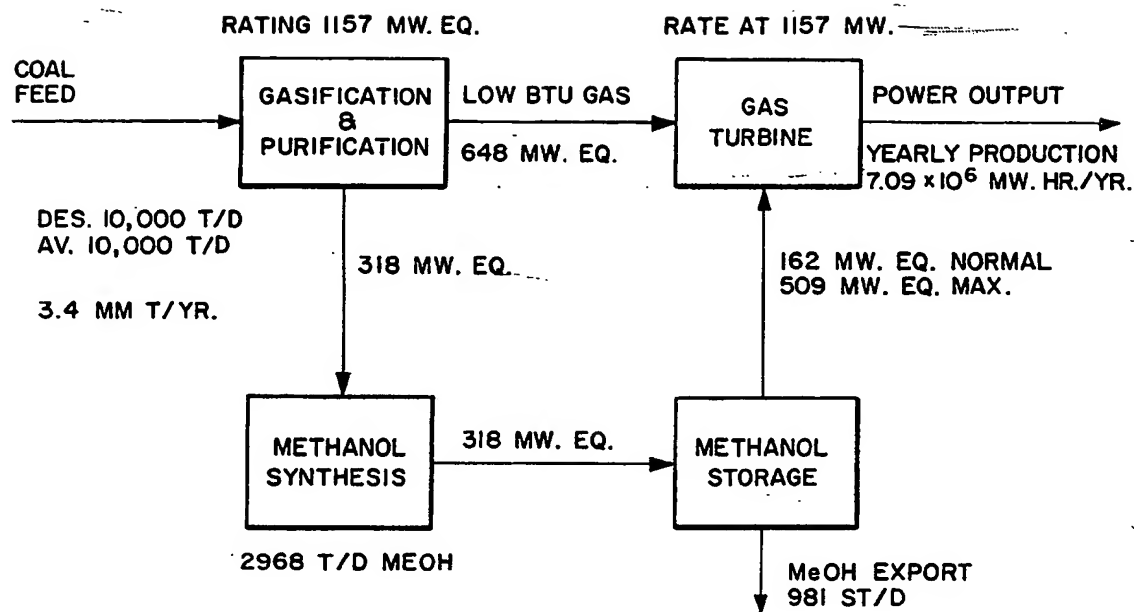 RATING 1157 MW. EQ.
RATE AT 1157 MW.
COAL
FEED
GASIFICATION
&
PURIFICATION
LOW BTU GAS
648 MW. EQ.
GAS
TURBINE
POWER OUTPUT
YEARLY PRODUCTION
7.09 × 10⁶ MW. HR./YR.
DES. 10,000 T/D
AV. 10,000 T/D
3.4 MM T/YR.
318 MW. EQ.
162 MW. EQ. NORMAL
509 MW. EQ. MAX.
METHANOL
SYNTHESIS
318 MW. EQ.
METHANOL
STORAGE
2968 T/D MEOH
MeOH EXPORT
981 ST/D